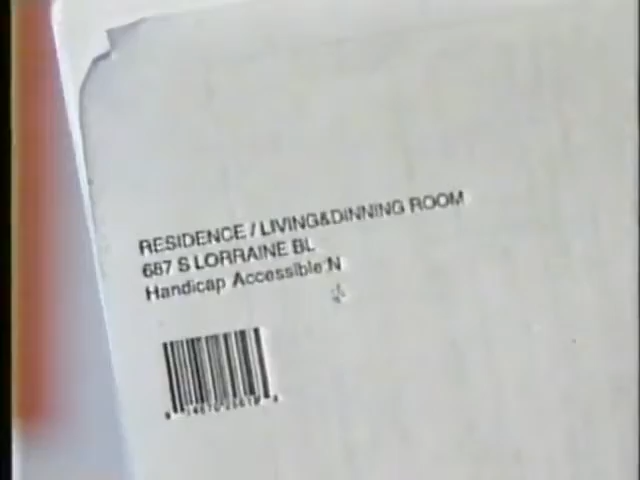 RESIDENCE / LIVING&DINNING ROOM
687 S LORRAINE BL
Handicap Accessible:N